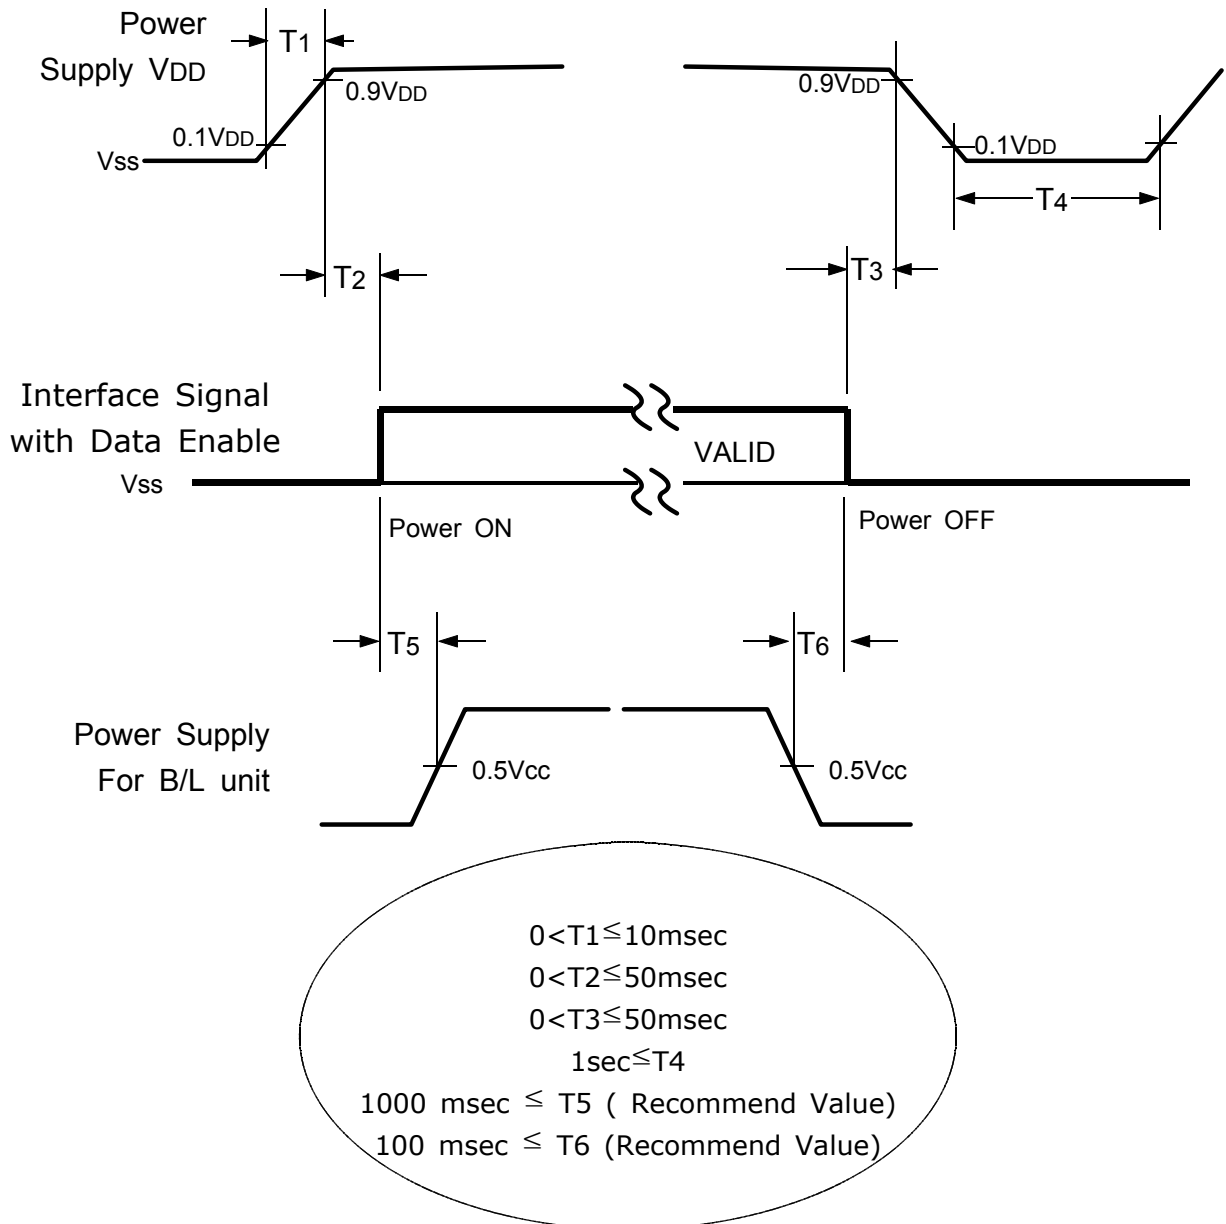 Power
Supply VDD
T1
0.9VDD
0.1VDD
Vss
0.9VDD
0.1VDD
T4
T2
T3
Interface Signal
with Data Enable
Vss
VALID
Power ON
Power OFF
T5
T6
Power Supply
For B/L unit
0.5Vcc
0.5Vcc
0<T1≤10msec
0<T2≤50msec
0<T3≤50msec
1sec≤T4
1000 msec ≤ T5 ( Recommend Value)
100 msec ≤ T6 (Recommend Value)